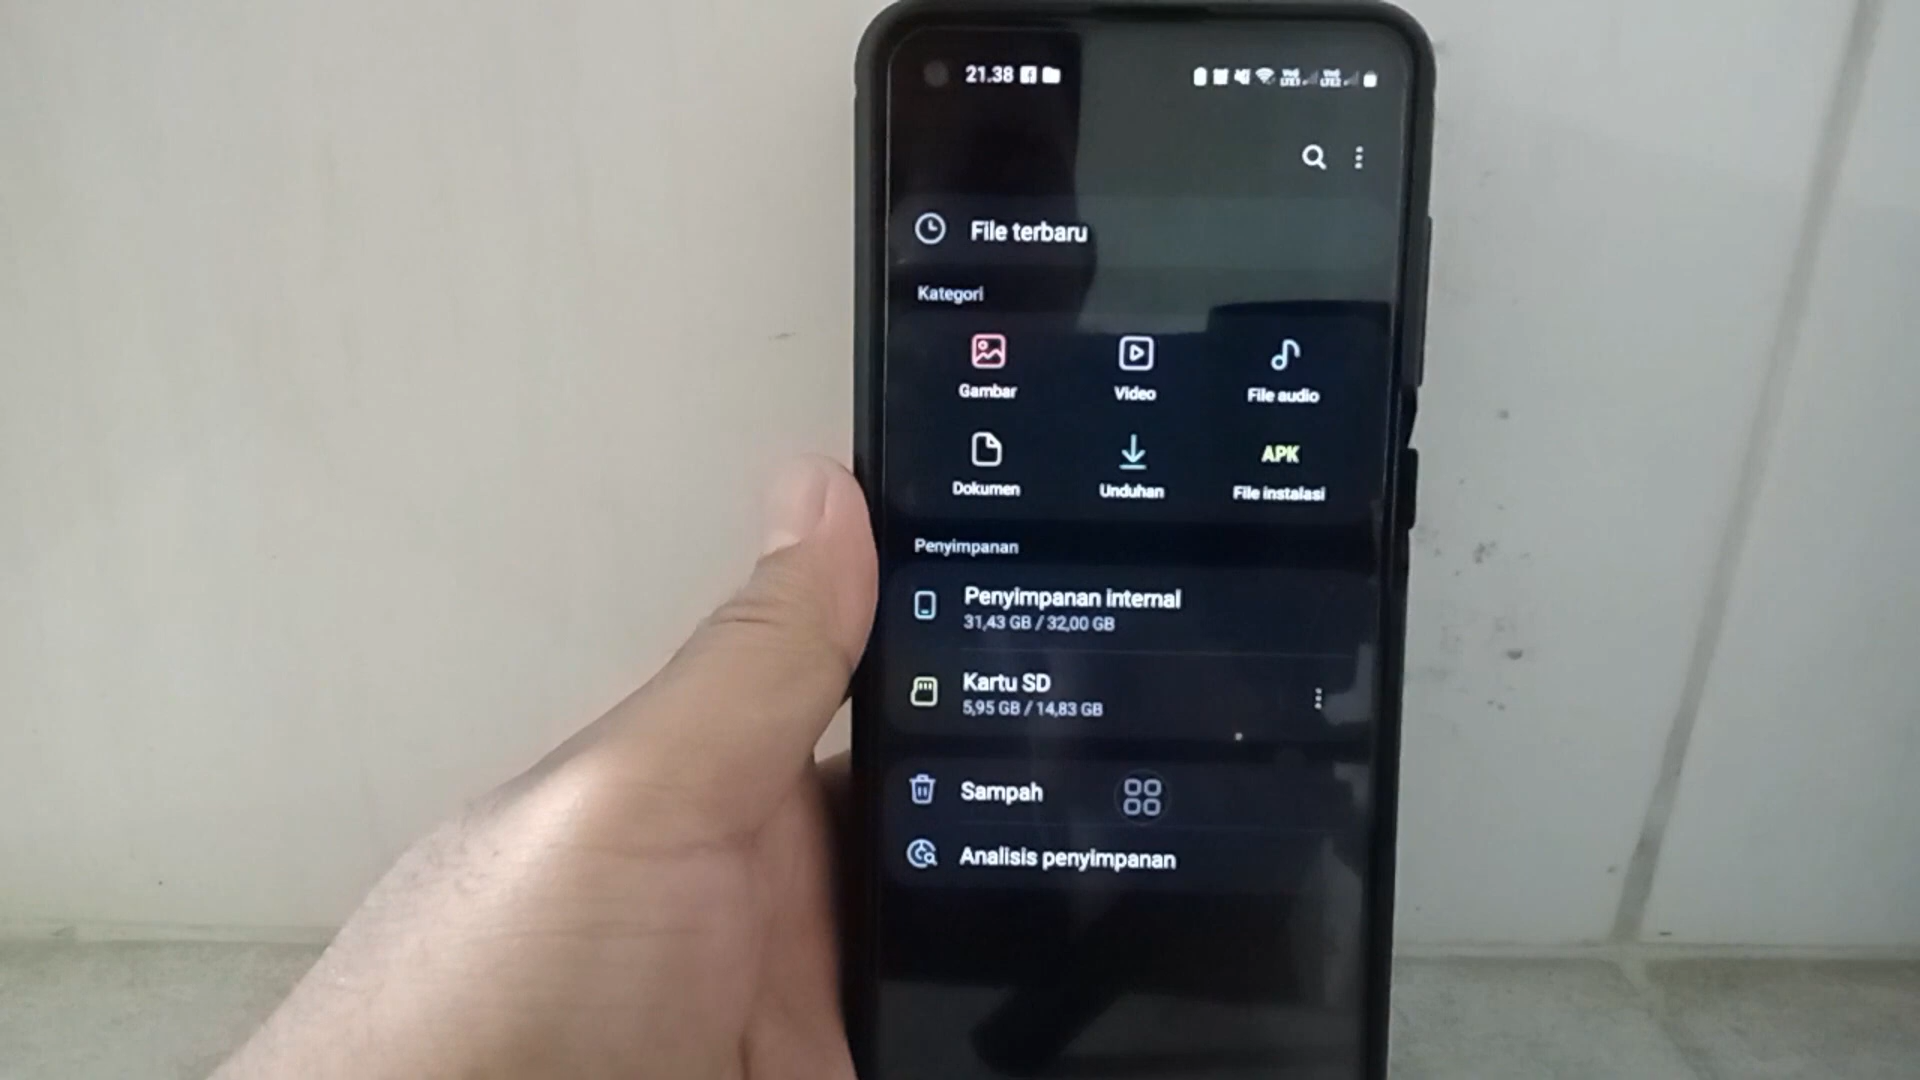 21.38
File terbaru
Kategori
Gambar
Video
File audio
Dokumen
Unduhan
APK
File instalasi
Penyimpanan
Penyimpanan internal
31,43 GB / 32,00 GB
Kartu SD
5,95 GB / 14,83 GB
Sampah
Analisis penyimpanan